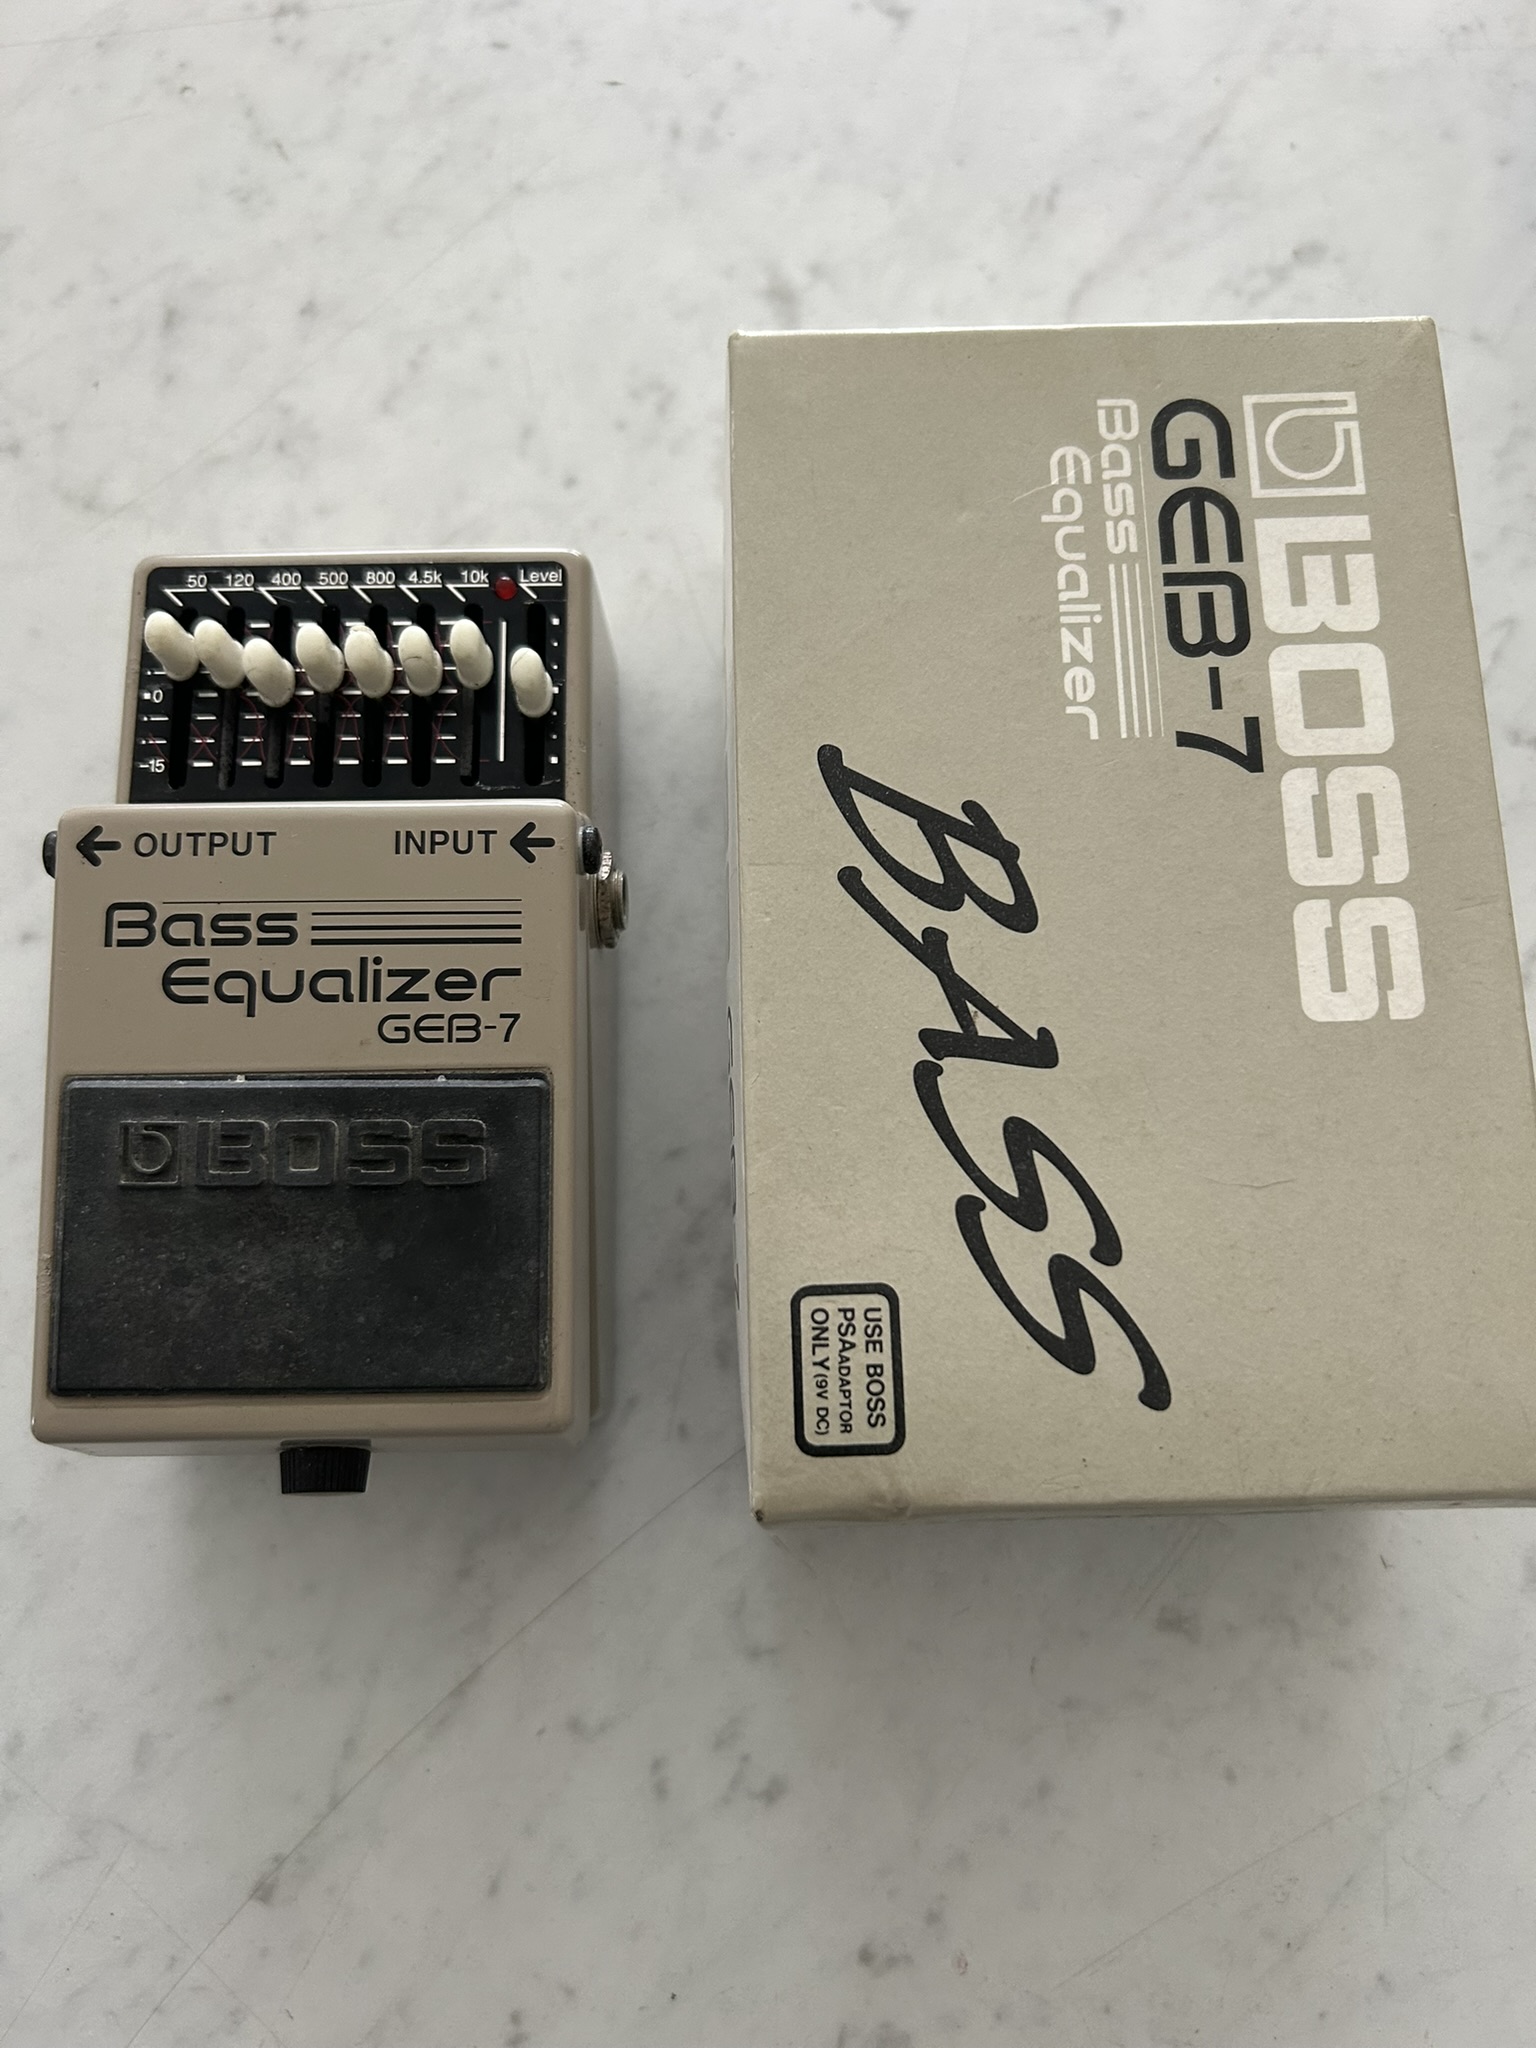 50 120 400 500 800 4.5k 10k Level
0
-15
OUTPUT INPUT
Bass
Equalizer
GEB-7
BOSS
BOSS
GEB-7
Bass
Equalizer
BASS
USE BOSS
PSA ADAPTOR
ONLY (9V DC)